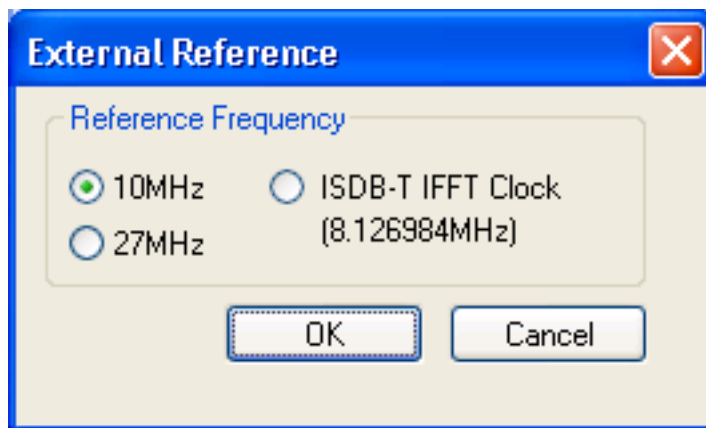 External Reference
Reference Frequency
10MHz
ISDB-T IFFT Clock
(8.126984MHz)
27MHz
OK
Cancel